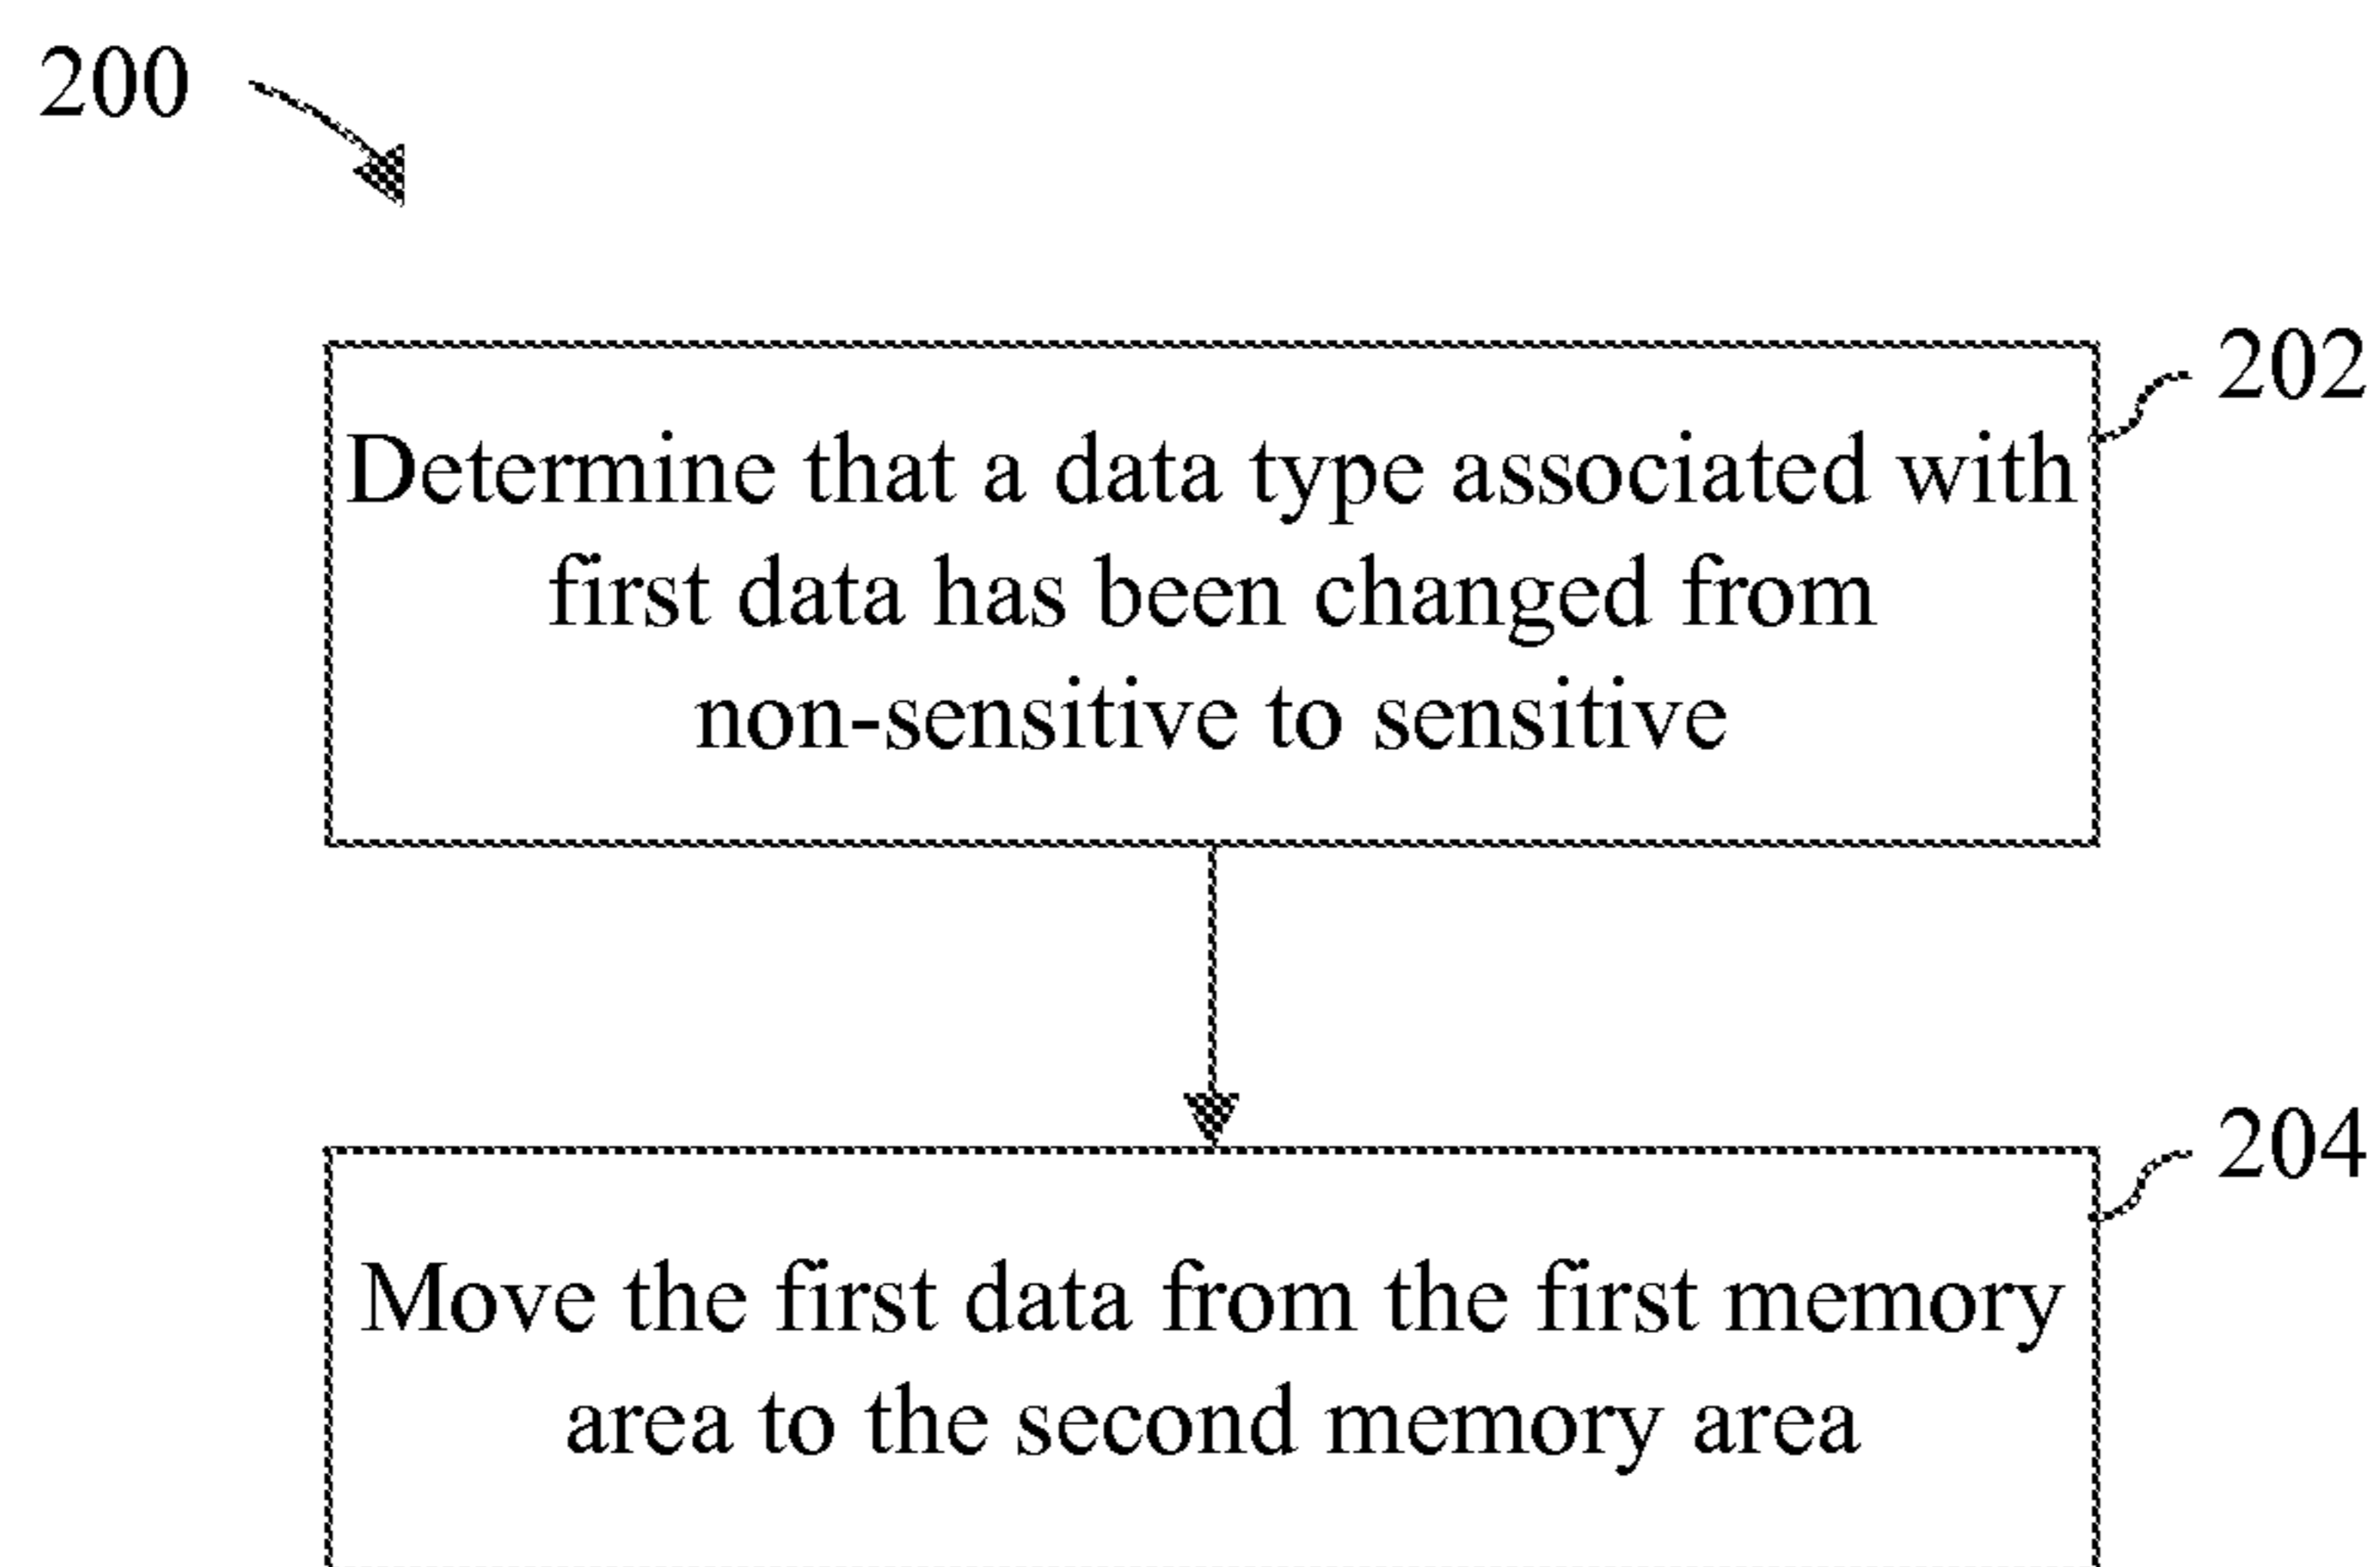 200
202
Determine that a data type associated with
first data has been changed from
non-sensitive to sensitive
204
Move the first data from the first memory
area to the second memory area